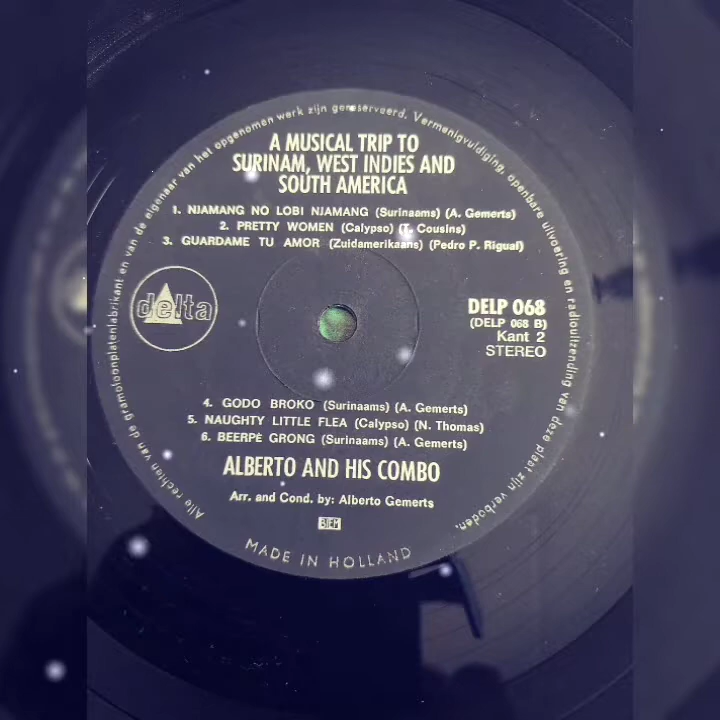 Alle rechten van de gramofoonplatenfabrikant en van de eigenaar van het opgenomen werk zijn gereserveerd. Vermenigvuldiging, openbare uitvoering en radiouitzending van deze plaat zijn verboden.
A MUSICAL TRIP TO
SURINAM, WEST INDIES AND
SOUTH AMERICA
1. NJAMANG NO LOBI NJAMANG (Surinaams) (A. Gemerts)
2. PRETTY WOMEN (Calypso) Cousins)
3. GUARDAME TU AMOR (Zuidamerikaans) (Pedro P. Rigual)
delta
DELP 068
(DELP 068 B)
Kant 2
STEREO
4. GODO BROKO (Surinaams) (A. Gemerts)
5. NAUGHTY LITTLE FLEA (Calypso) (N. Thomas)
6. BEERPE GRONG (Surinaams) (A. Gemerts)
ALBERTO AND HIS COMBO
Arr. and Cond. by: Alberto Gemerts
BIEM
MADE IN HOLLAND